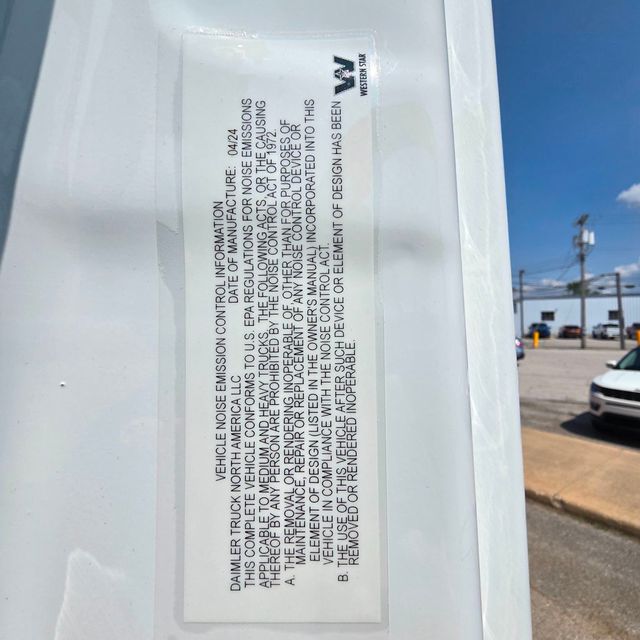 VEHICLE NOISE EMISSION CONTROL INFORMATION
DAIMLER TRUCK NORTH AMERICA LLC DATE OF MANUFACTURE: 04/24
THIS COMPLETE VEHICLE CONFORMS TO U.S. EPA REGULATIONS FOR NOISE EMISSIONS
APPLICABLE TO MEDIUM AND HEAVY TRUCKS. THE FOLLOWING ACTS, OR THE CAUSING
THEREOF BY ANY PERSON ARE PROHIBITED BY THE NOISE CONTROL ACT OF 1972.
A. THE REMOVAL OR RENDERING INOPERABLE OF, OTHER THAN FOR PURPOSES OF
MAINTENANCE, REPAIR OR REPLACEMENT OF ANY NOISE CONTROL DEVICE OR
ELEMENT OF DESIGN (LISTED IN THE OWNER'S MANUAL) INCORPORATED INTO THIS
VEHICLE IN COMPLIANCE WITH THE NOISE CONTROL ACT.
B. THE USE OF THIS VEHICLE AFTER SUCH DEVICE OR ELEMENT OF DESIGN HAS BEEN
REMOVED OR RENDERED INOPERABLE.
WESTERN STAR